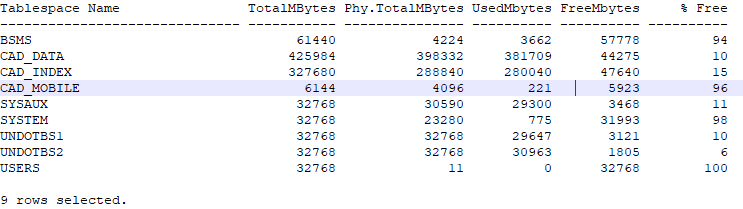 Tablespace Name                 TotalMBytes Phy.TotalMBytes UsedMbytes FreeMbytes     % Free
------------------------------ ------------ --------------- ---------- ---------- ----------
BSMS                                  61440            4224       3662      57778         94
CAD_DATA                             425984          398332     381709      44275         10
CAD_INDEX                            327680          288840     280040      47640         15
CAD_MOBILE                             6144            4096        221       5923         96
SYSAUX                                32768           30590      29300       3468         11
SYSTEM                                32768           23280        775      31993         98
UNDOTBS1                              32768           32768      29647       3121         10
UNDOTBS2                              32768           32768      30963       1805          6
USERS                                 32768              11          0      32768        100
9 rows selected.